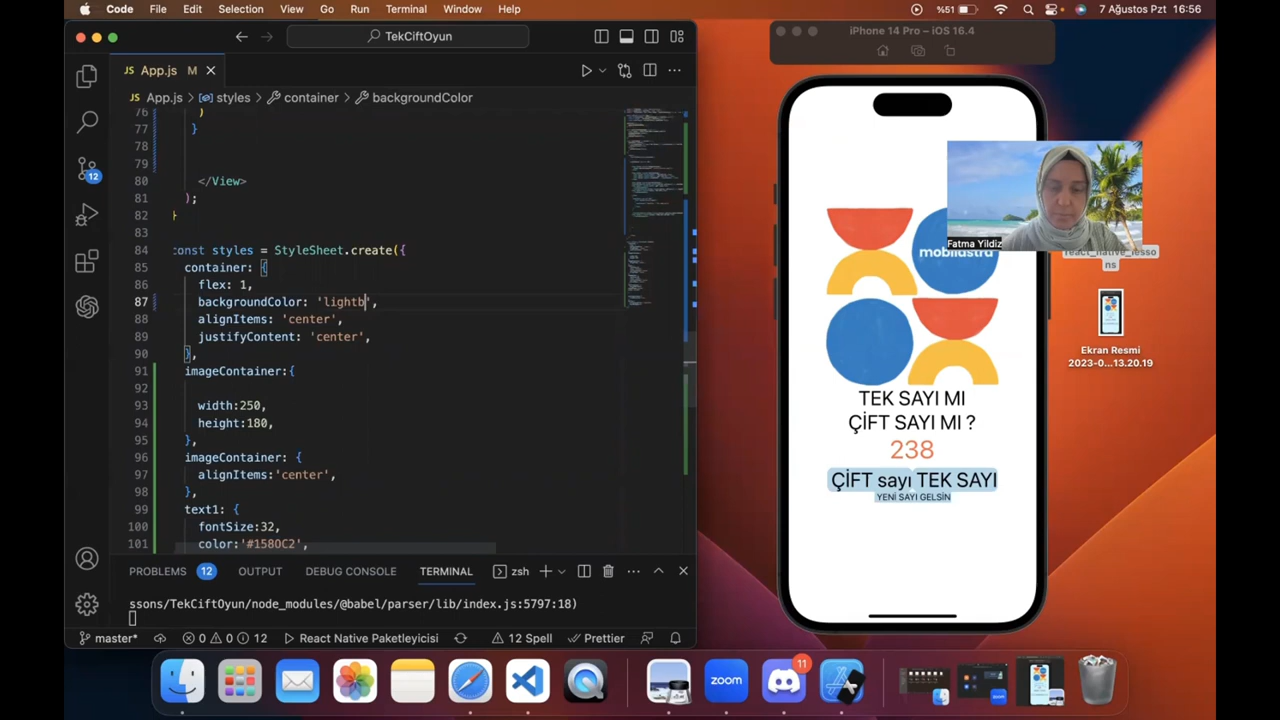 Code File Edit Selection View Go Run Terminal Window Help %51 7 Ağustos Pzt 16:56
TekCiftOyun
JS App.js M
JS App.js > styles > container > backgroundColor
76 )
77 }
78
79
80 </View>
81 );
82 }
83
84 const styles = StyleSheet.create({
85 container: {
86 flex: 1,
87 backgroundColor: 'lightb',
88 alignItems: 'center',
89 justifyContent: 'center',
90 },
91 imageContainer:{
92
93 width:250,
94 height:180,
95 },
96 imageContainer: {
97 alignItems:'center',
98 },
99 text1: {
100 fontSize:32,
101 color:'#1580C2',
12
PROBLEMS 12 OUTPUT DEBUG CONSOLE TERMINAL zsh
ssons/TekCiftOyun/node_modules/@babel/parser/lib/index.js:5797:18)
master* 0 0 12 React Native Paketleyicisi 12 Spell Prettier
iPhone 14 Pro – iOS 16.4
mobilustra
TEK SAYI MI
ÇİFT SAYI MI ?
238
ÇİFT sayı TEK SAYI
YENİ SAYI GELSİN
Fatma Yildiz
react_native_lesso
ns
Ekran Resmi
2023-0...13.20.19
zoom
11